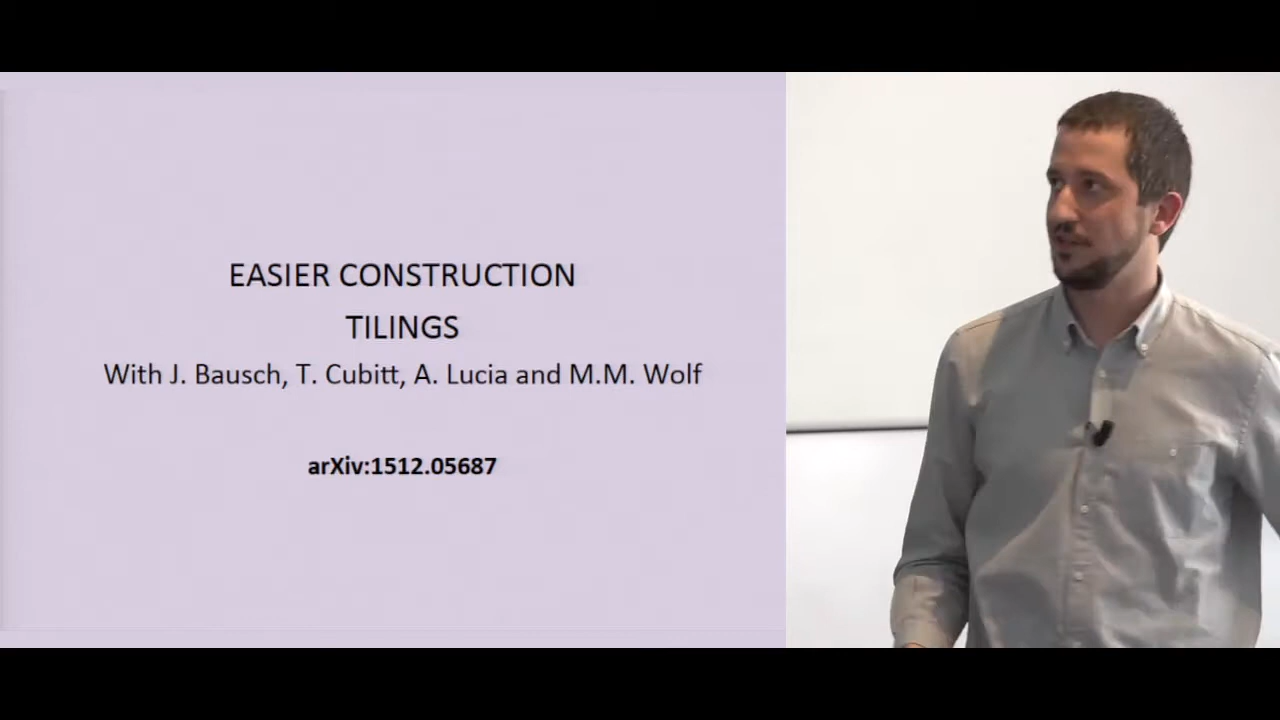 EASIER CONSTRUCTION
TILINGS
With J. Bausch, T. Cubitt, A. Lucia and M.M. Wolf
arXiv:1512.05687